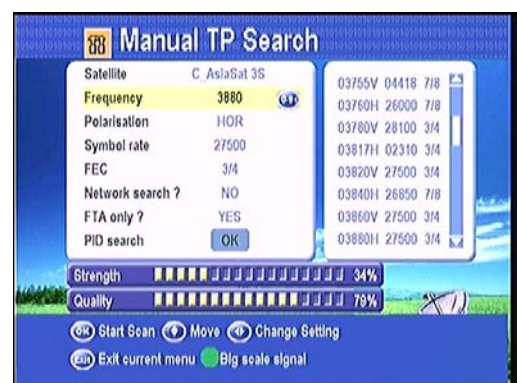 Manual TP Search
Satellite C_AsiaSat 3S
Frequency 3880
Polarisation HOR
Symbol rate 27500
FEC 3/4
Network search ? NO
FTA only ? YES
PID search OK
03755V 04418 7/8
03760H 26000 7/8
03780V 28100 3/4
03817H 02310 3/4
03820V 27500 3/4
03840H 26850 7/8
03860V 27500 3/4
03880H 27500 3/4
Strength 34%
Quality 79%
OK Start Scan Move Change Setting
Exit Exit current menu Big scale signal